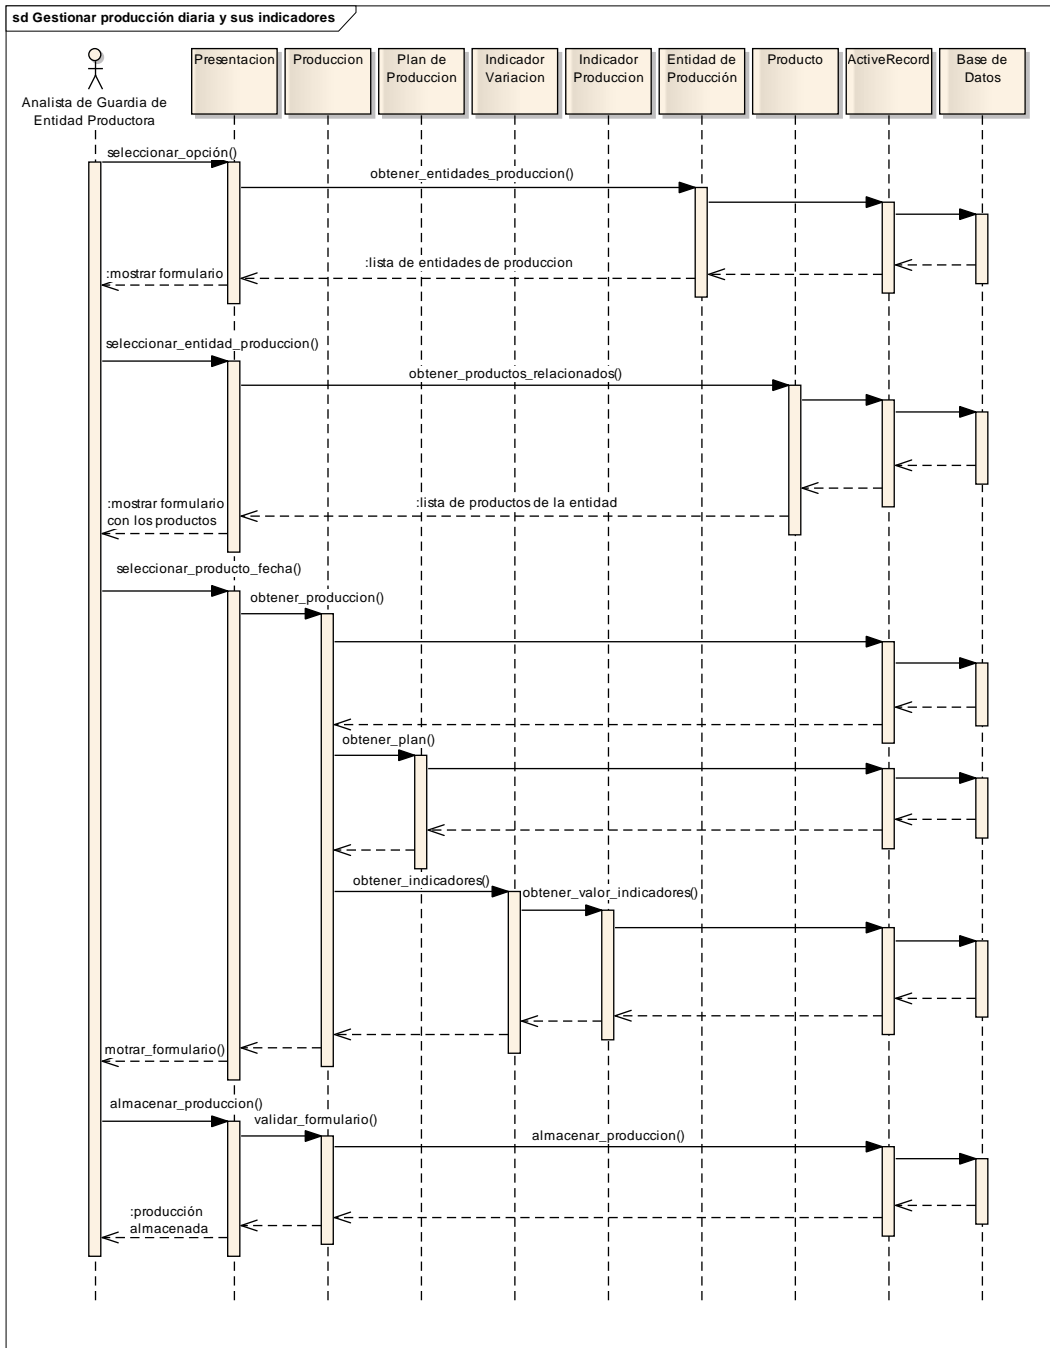 sd Gestionar producción diaria y sus indicadores
Analista de Guardia de
Entidad Productora
Presentacion
Produccion
Plan de
Produccion
Indicador
Variacion
Indicador
Produccion
Entidad de
Producción
Producto
ActiveRecord
Base de
Datos
seleccionar_opción()
obtener_entidades_produccion()
:lista de entidades de produccion
:mostrar formulario
seleccionar_entidad_produccion()
obtener_productos_relacionados()
:lista de productos de la entidad
:mostrar formulario
con los productos
seleccionar_producto_fecha()
obtener_produccion()
obtener_plan()
obtener_indicadores()
obtener_valor_indicadores()
motrar_formulario()
almacenar_produccion()
validar_formulario()
almacenar_produccion()
:producción
almacenada